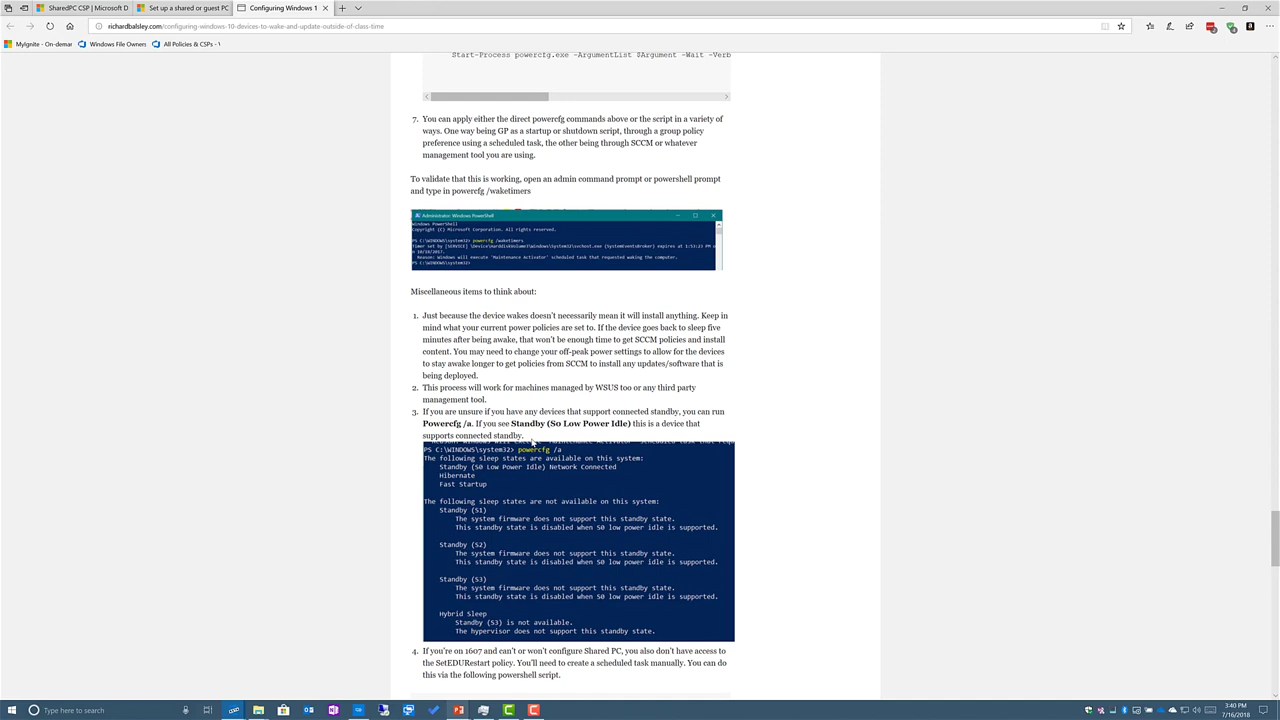 SharedPC CSP | Microsoft D
Set up a shared or guest PC
Configuring Windows 1
richardbalsley.com/configuring-windows-10-devices-to-wake-and-update-outside-of-class-time
MyIgnite - On-demar
Windows File Owners
All Policies & CSPs - \
Start-Process powercfg.exe -ArgumentList $Argument -Wait -Verb
7. You can apply either the direct powercfg commands above or the script in a variety of
ways. One way being GP as a startup or shutdown script, through a group policy
preference using a scheduled task, the other being through SCCM or whatever
management tool you are using.
To validate that this is working, open an admin command prompt or powershell prompt
and type in powercfg /waketimers
Administrator: Windows PowerShell
Windows PowerShell
Copyright (C) Microsoft Corporation. All rights reserved.
PS C:\WINDOWS\system32> powercfg /waketimers
Timer set by [SERVICE] \Device\HarddiskVolume3\Windows\System32\svchost.exe (SystemEventsBroker) expires at 1:53:23 PM o
n 10/18/2017.
Reason: Windows will execute 'Maintenance Activator' scheduled task that requested waking the computer.
PS C:\WINDOWS\system32>
Miscellaneous items to think about:
1. Just because the device wakes doesn't necessarily mean it will install anything. Keep in
mind what your current power policies are set to. If the device goes back to sleep five
minutes after being awake, that won't be enough time to get SCCM policies and install
content. You may need to change your off-peak power settings to allow for the devices
to stay awake longer to get policies from SCCM to install any updates/software that is
being deployed.
2. This process will work for machines managed by WSUS too or any third party
management tool.
3. If you are unsure if you have any devices that support connected standby, you can run
Powercfg /a. If you see Standby (S0 Low Power Idle) this is a device that
supports connected standby.
PS C:\WINDOWS\system32> powercfg /a
The following sleep states are available on this system:
Standby (S0 Low Power Idle) Network Connected
Hibernate
Fast Startup
The following sleep states are not available on this system:
Standby (S1)
The system firmware does not support this standby state.
This standby state is disabled when S0 low power idle is supported.
Standby (S2)
The system firmware does not support this standby state.
This standby state is disabled when S0 low power idle is supported.
Standby (S3)
The system firmware does not support this standby state.
This standby state is disabled when S0 low power idle is supported.
Hybrid Sleep
Standby (S3) is not available.
The hypervisor does not support this standby state.
4. If you're on 1607 and can't or won't configure Shared PC, you also don't have access to
the SetEDURestart policy. You'll need to create a scheduled task manually. You can do
this via the following powershell script.
Type here to search
3:40 PM
7/16/2018